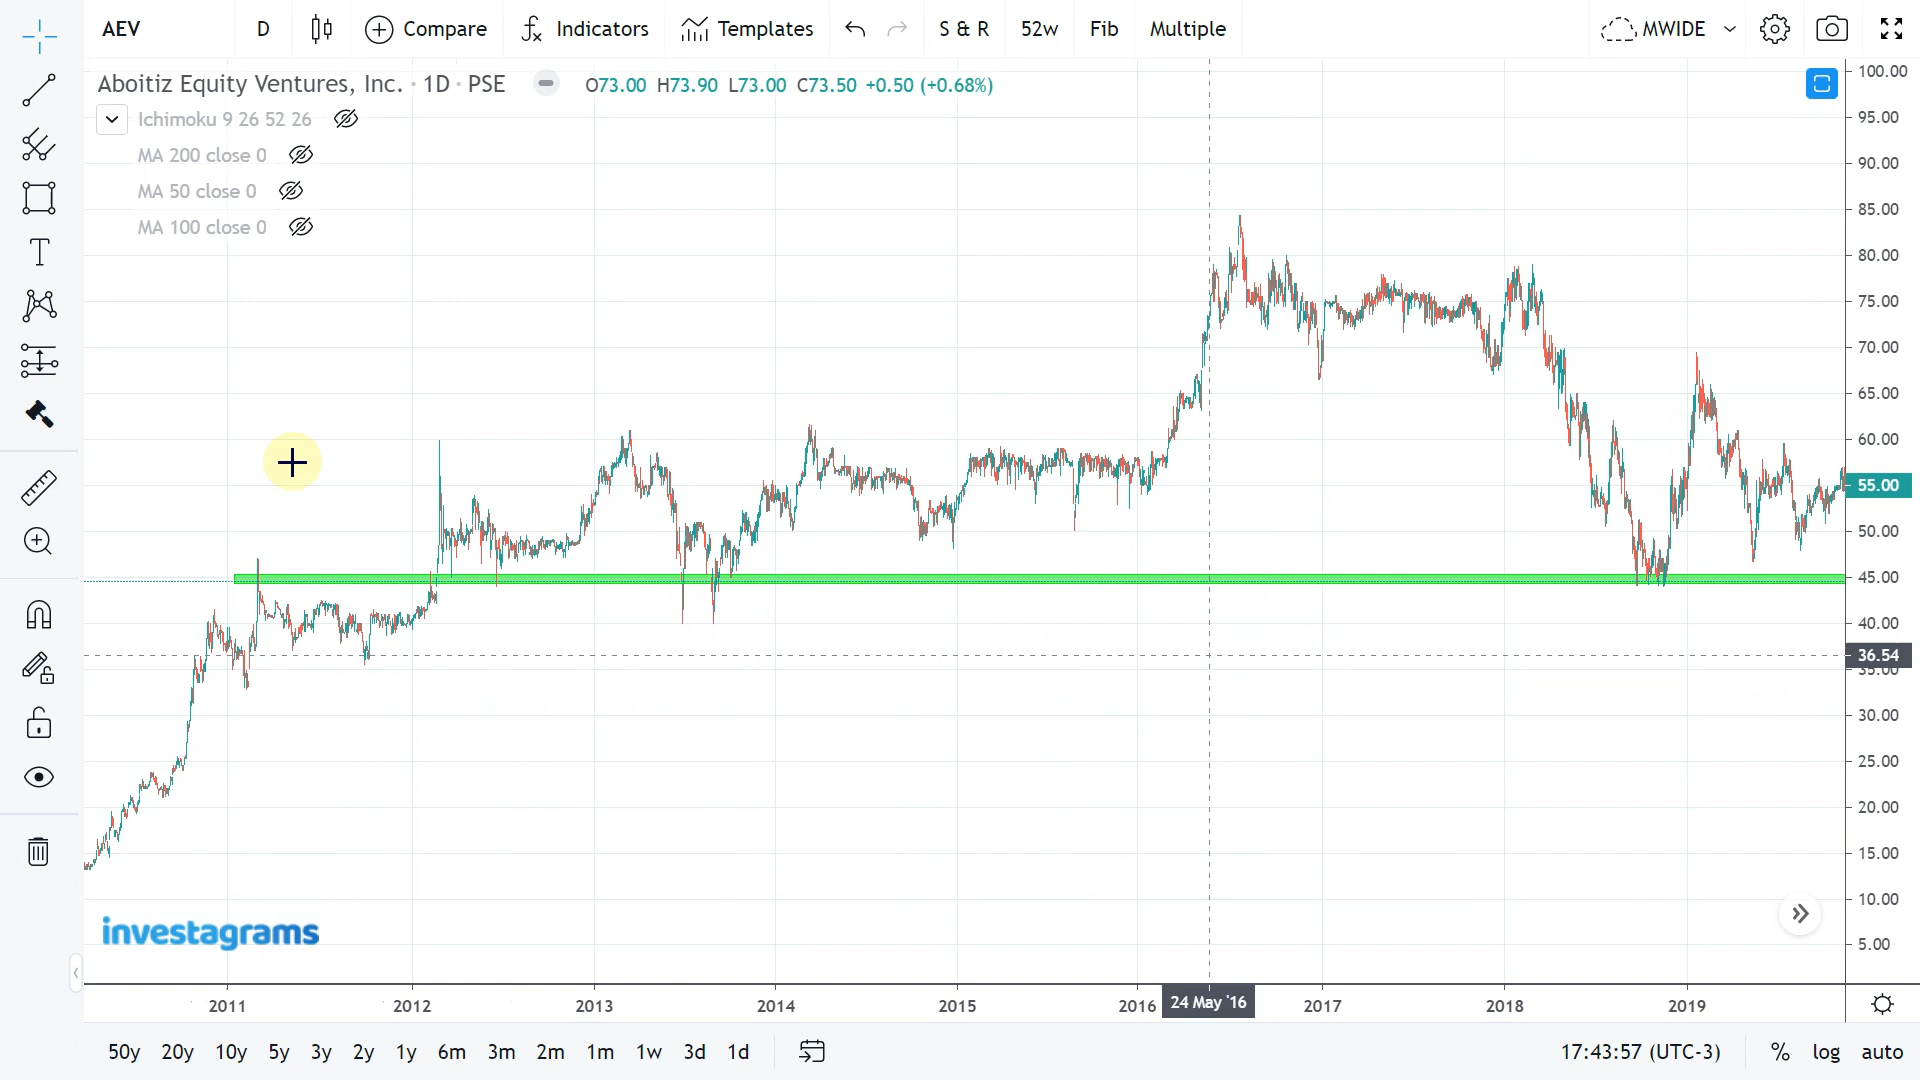 AEV D Compare Indicators Templates S & R 52w Fib Multiple MWIDE
Aboitiz Equity Ventures, Inc. · 1D · PSE O73.00 H73.90 L73.00 C73.50 +0.50 (+0.68%)
Ichimoku 9 26 52 26
MA 200 close 0
MA 50 close 0
MA 100 close 0
100.00
95.00
90.00
85.00
80.00
75.00
70.00
65.00
60.00
55.00
50.00
45.00
40.00
36.54
35.00
30.00
25.00
20.00
15.00
10.00
5.00
investagrams
2011 2012 2013 2014 2015 2016 24 May '16 2017 2018 2019
50y 20y 10y 5y 3y 2y 1y 6m 3m 2m 1m 1w 3d 1d 17:43:57 (UTC-3) % log auto